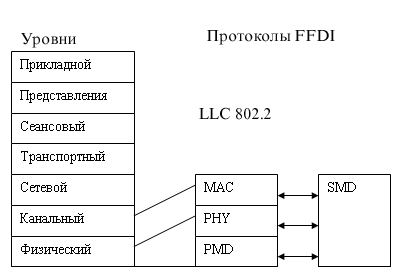 Уровни
Протоколы FFDI
Прикладной
Представления
Сеансовый
LLC 802.2
Транспортный
Сетевой
MAC
SMD
Канальный
PHY
Физический
PMD